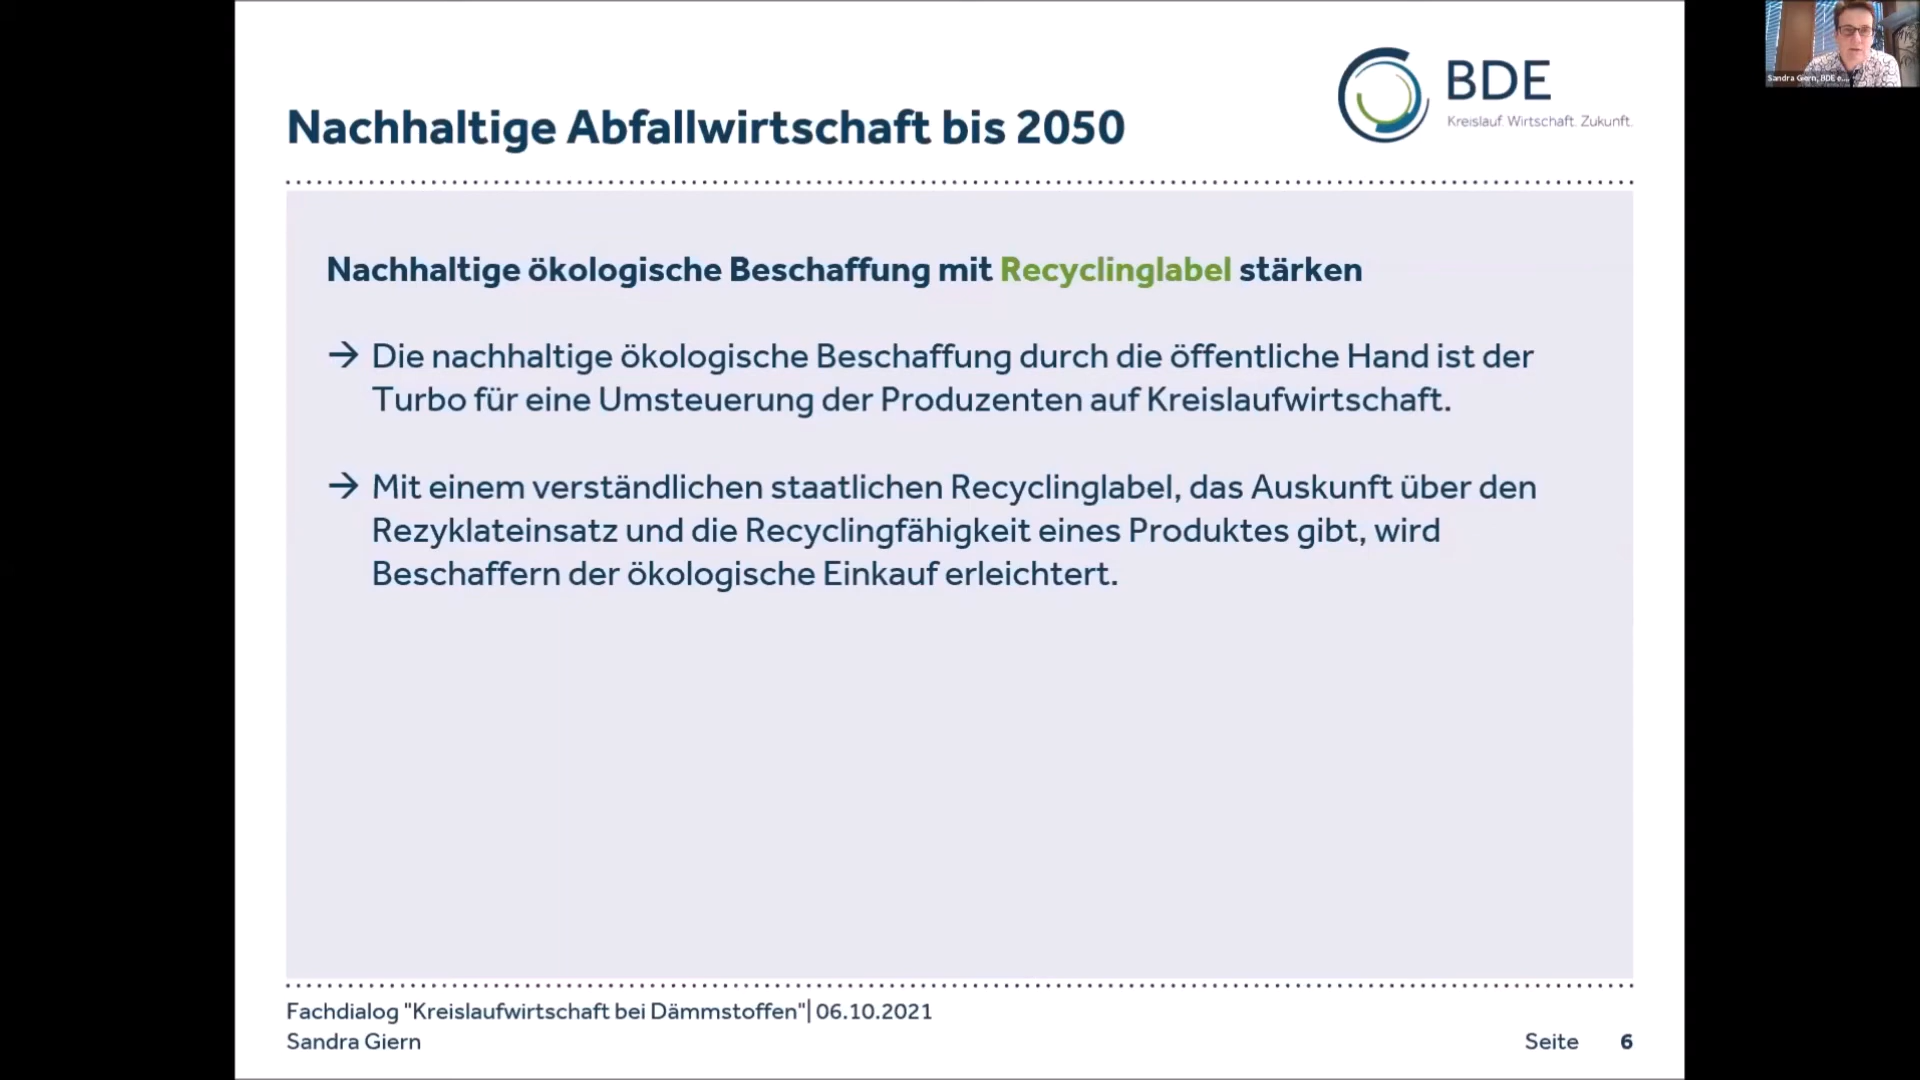 Nachhaltige Abfallwirtschaft bis 2050
BDE
Kreislauf. Wirtschaft. Zukunft.
Sandra Giern, BDE e...
Nachhaltige ökologische Beschaffung mit Recyclinglabel stärken
→ Die nachhaltige ökologische Beschaffung durch die öffentliche Hand ist der
Turbo für eine Umsteuerung der Produzenten auf Kreislaufwirtschaft.
→ Mit einem verständlichen staatlichen Recyclinglabel, das Auskunft über den
Rezyklateinsatz und die Recyclingfähigkeit eines Produktes gibt, wird
Beschaffern der ökologische Einkauf erleichtert.
Fachdialog "Kreislaufwirtschaft bei Dämmstoffen"| 06.10.2021
Sandra Giern
Seite 6